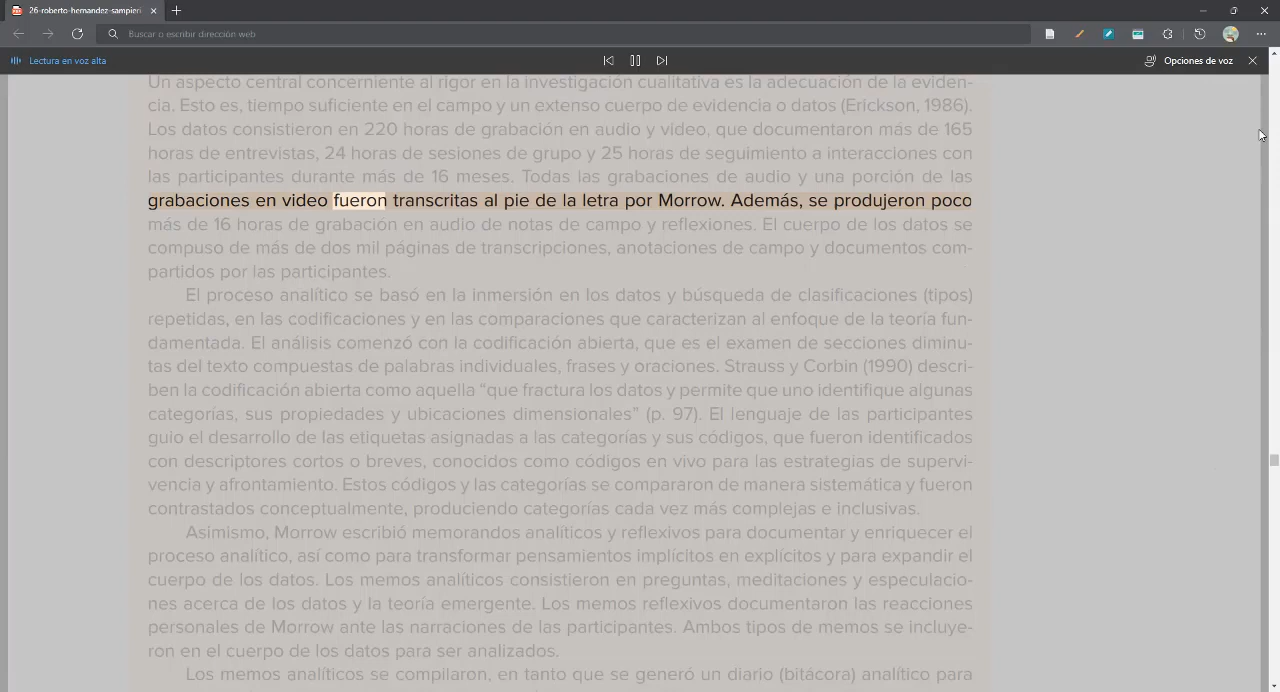 26-roberto-hernandez-sampieri
Buscar o escribir dirección web
Lectura en voz alta
Opciones de voz
Un aspecto central concerniente al rigor en la investigación cualitativa es la adecuación de la eviden-
cia. Esto es, tiempo suficiente en el campo y un extenso cuerpo de evidencia o datos (Erickson, 1986).
Los datos consistieron en 220 horas de grabación en audio y video, que documentaron más de 165
horas de entrevistas, 24 horas de sesiones de grupo y 25 horas de seguimiento a interacciones con
las participantes durante más de 16 meses. Todas las grabaciones de audio y una porción de las
grabaciones en video fueron transcritas al pie de la letra por Morrow. Además, se produjeron poco
más de 16 horas de grabación en audio de notas de campo y reflexiones. El cuerpo de los datos se
compuso de más de dos mil páginas de transcripciones, anotaciones de campo y documentos com-
partidos por las participantes.
El proceso analítico se basó en la inmersión en los datos y búsqueda de clasificaciones (tipos)
repetidas, en las codificaciones y en las comparaciones que caracterizan al enfoque de la teoría fun-
damentada. El análisis comenzó con la codificación abierta, que es el examen de secciones diminu-
tas del texto compuestas de palabras individuales, frases y oraciones. Strauss y Corbin (1990) descri-
ben la codificación abierta como aquella “que fractura los datos y permite que uno identifique algunas
categorías, sus propiedades y ubicaciones dimensionales” (p. 97). El lenguaje de las participantes
guio el desarrollo de las etiquetas asignadas a las categorías y sus códigos, que fueron identificados
con descriptores cortos o breves, conocidos como códigos en vivo para las estrategias de supervi-
vencia y afrontamiento. Estos códigos y las categorías se compararon de manera sistemática y fueron
contrastados conceptualmente, produciendo categorías cada vez más complejas e inclusivas.
Asimismo, Morrow escribió memorandos analíticos y reflexivos para documentar y enriquecer el
proceso analítico, así como para transformar pensamientos implícitos en explícitos y para expandir el
cuerpo de los datos. Los memos analíticos consistieron en preguntas, meditaciones y especulacio-
nes acerca de los datos y la teoría emergente. Los memos reflexivos documentaron las reacciones
personales de Morrow ante las narraciones de las participantes. Ambos tipos de memos se incluye-
ron en el cuerpo de los datos para ser analizados.
Los memos analíticos se compilaron, en tanto que se generó un diario (bitácora) analítico para